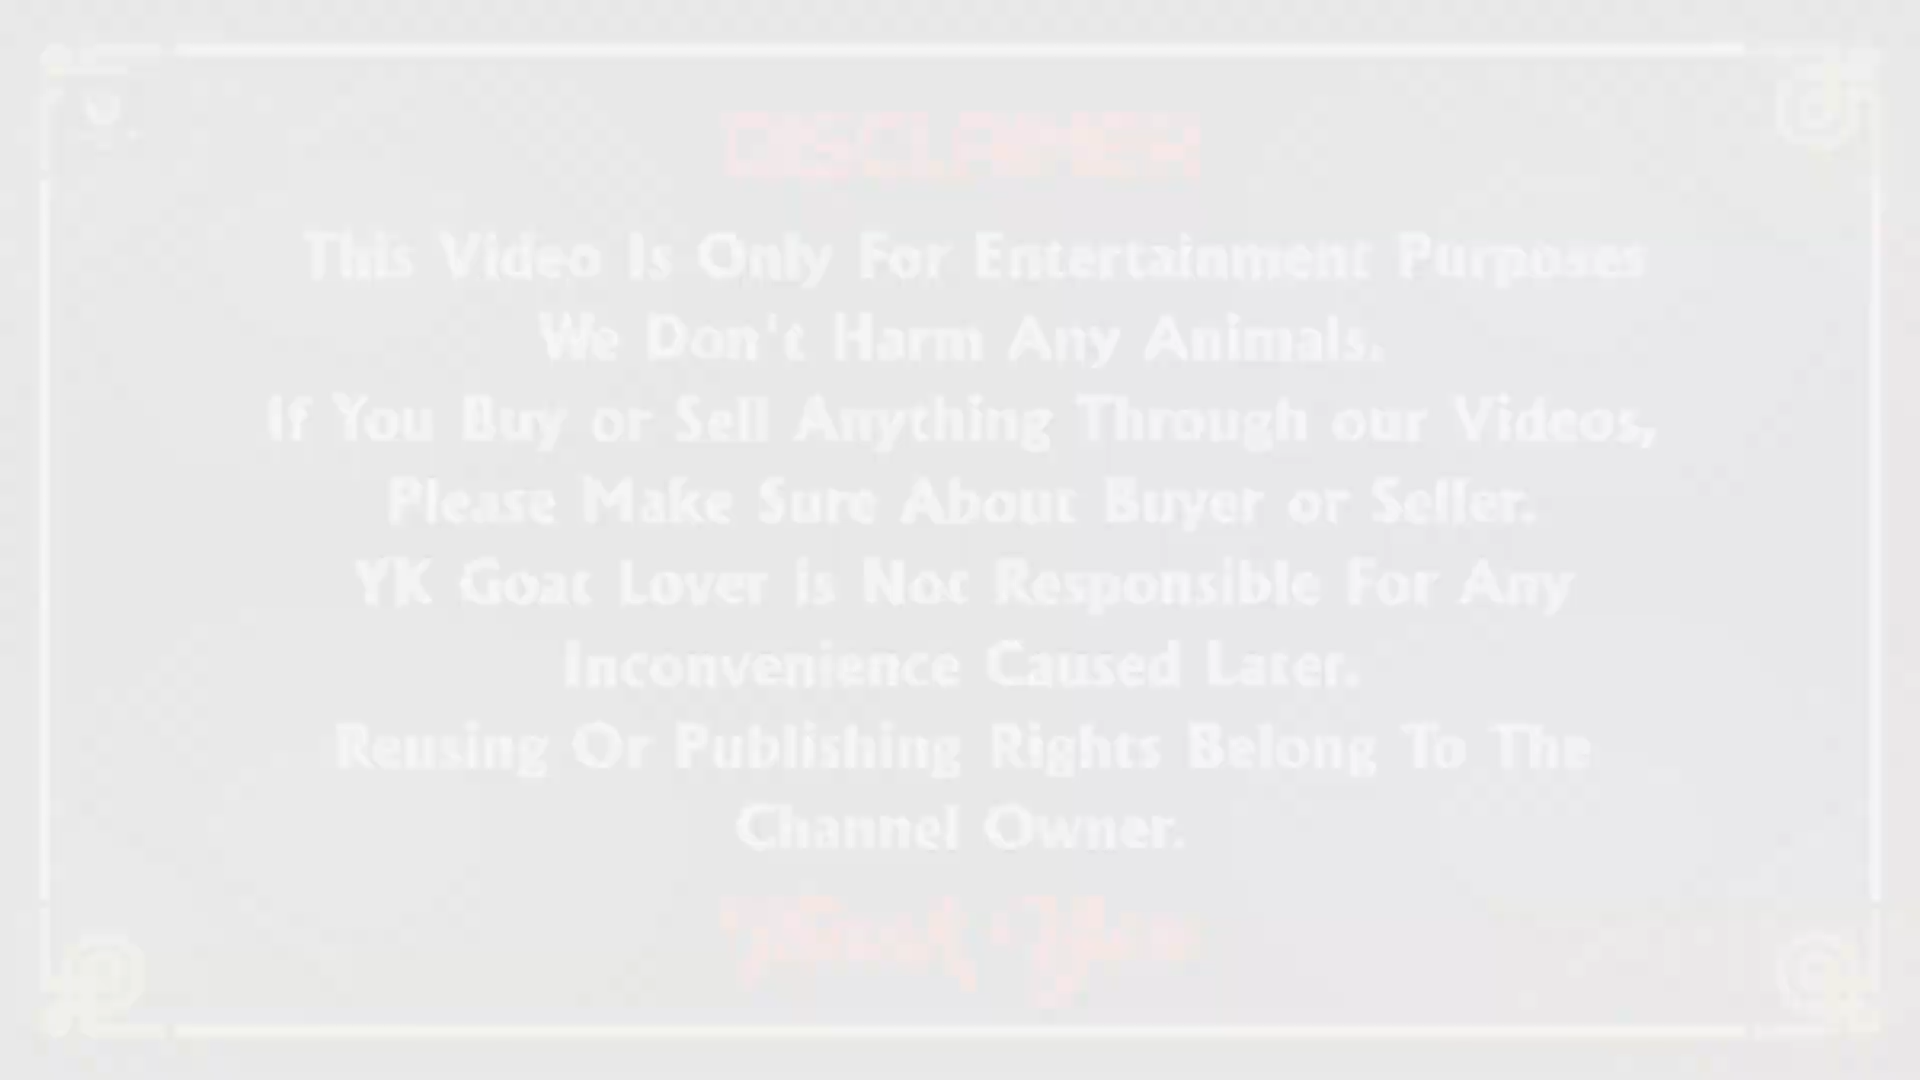 DISCLAIMER
This Video Is Only For Entertainment Purposes
We Don't Harm Any Animals.
If You Buy or Sell Anything Through our Videos,
Please Make Sure About Buyer or Seller.
YK Goat Lover is Not Responsible For Any
Inconvenience Caused Later.
Reusing Or Publishing Rights Belong To The
Channel Owner.
Thank You